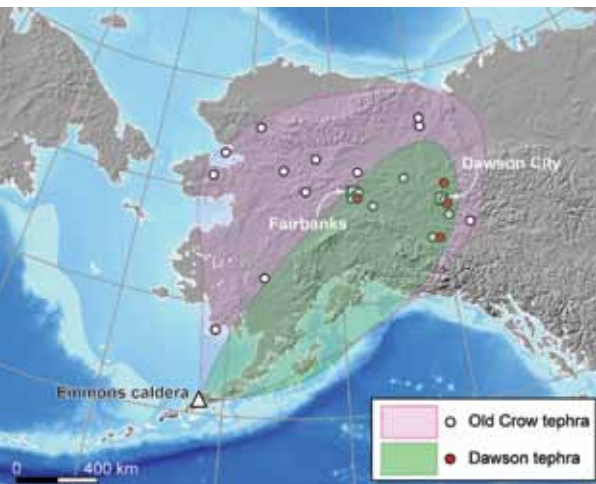 Dawson City
Fairbanks
Emmons caldera
Old Crow tephra
Dawson tephra
0 400 km